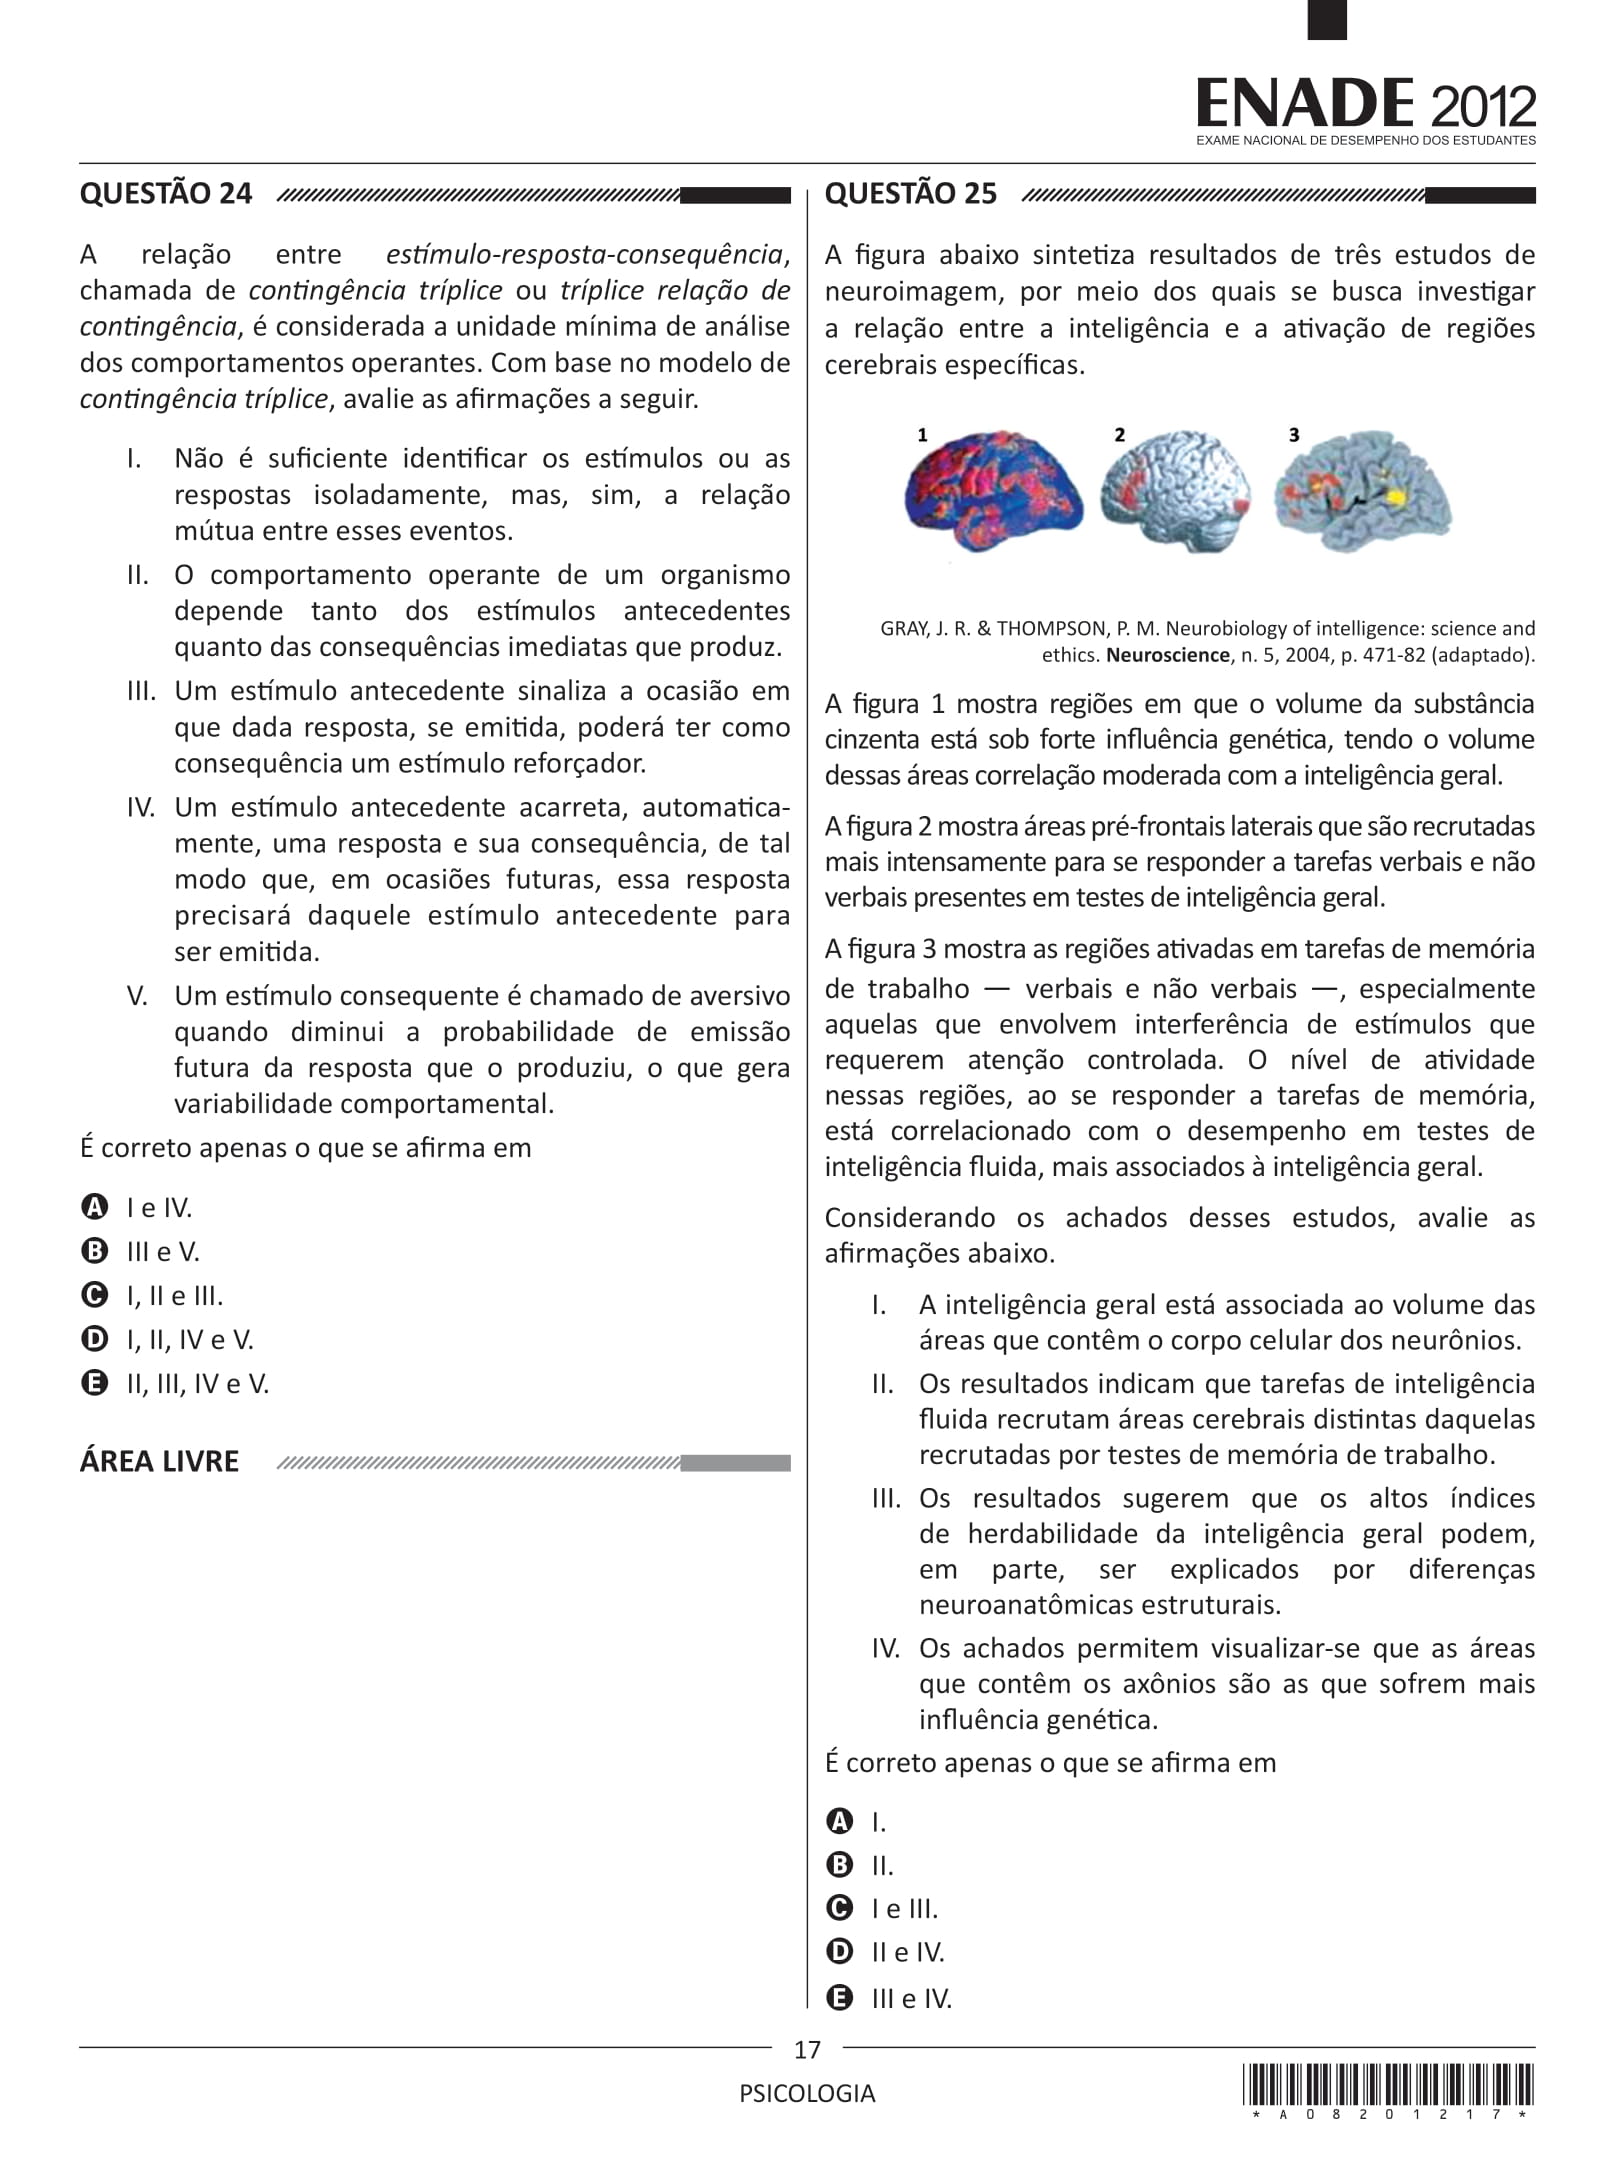 ENADE 2012
EXAME NACIONAL DE DESEMPENHO DOS ESTUDANTES
QUESTÃO 24
A relação entre estímulo-resposta-consequência,
chamada de contingência tríplice ou tríplice relação de
contingência, é considerada a unidade mínima de análise
dos comportamentos operantes. Com base no modelo de
contingência tríplice, avalie as afirmações a seguir.
I. Não é suficiente identificar os estímulos ou as
respostas isoladamente, mas, sim, a relação
mútua entre esses eventos.
II. O comportamento operante de um organismo
depende tanto dos estímulos antecedentes
quanto das consequências imediatas que produz.
III. Um estímulo antecedente sinaliza a ocasião em
que dada resposta, se emitida, poderá ter como
consequência um estímulo reforçador.
IV. Um estímulo antecedente acarreta, automatica-
mente, uma resposta e sua consequência, de tal
modo que, em ocasiões futuras, essa resposta
precisará daquele estímulo antecedente para
ser emitida.
V. Um estímulo consequente é chamado de aversivo
quando diminui a probabilidade de emissão
futura da resposta que o produziu, o que gera
variabilidade comportamental.
É correto apenas o que se afirma em
A I e IV.
B III e V.
C I, II e III.
D I, II, IV e V.
E II, III, IV e V.
ÁREA LIVRE
QUESTÃO 25
A figura abaixo sintetiza resultados de três estudos de
neuroimagem, por meio dos quais se busca investigar
a relação entre a inteligência e a ativação de regiões
cerebrais específicas.
1 2 3
GRAY, J. R. & THOMPSON, P. M. Neurobiology of intelligence: science and
ethics. Neuroscience, n. 5, 2004, p. 471-82 (adaptado).
A figura 1 mostra regiões em que o volume da substância
cinzenta está sob forte influência genética, tendo o volume
dessas áreas correlação moderada com a inteligência geral.
A figura 2 mostra áreas pré-frontais laterais que são recrutadas
mais intensamente para se responder a tarefas verbais e não
verbais presentes em testes de inteligência geral.
A figura 3 mostra as regiões ativadas em tarefas de memória
de trabalho — verbais e não verbais —, especialmente
aquelas que envolvem interferência de estímulos que
requerem atenção controlada. O nível de atividade
nessas regiões, ao se responder a tarefas de memória,
está correlacionado com o desempenho em testes de
inteligência fluida, mais associados à inteligência geral.
Considerando os achados desses estudos, avalie as
afirmações abaixo.
I. A inteligência geral está associada ao volume das
áreas que contêm o corpo celular dos neurônios.
II. Os resultados indicam que tarefas de inteligência
fluida recrutam áreas cerebrais distintas daquelas
recrutadas por testes de memória de trabalho.
III. Os resultados sugerem que os altos índices
de herdabilidade da inteligência geral podem,
em parte, ser explicados por diferenças
neuroanatômicas estruturais.
IV. Os achados permitem visualizar-se que as áreas
que contêm os axônios são as que sofrem mais
influência genética.
É correto apenas o que se afirma em
A I.
B II.
C I e III.
D II e IV.
E III e IV.
17
PSICOLOGIA
* A 0 8 2 0 1 2 1 7 *